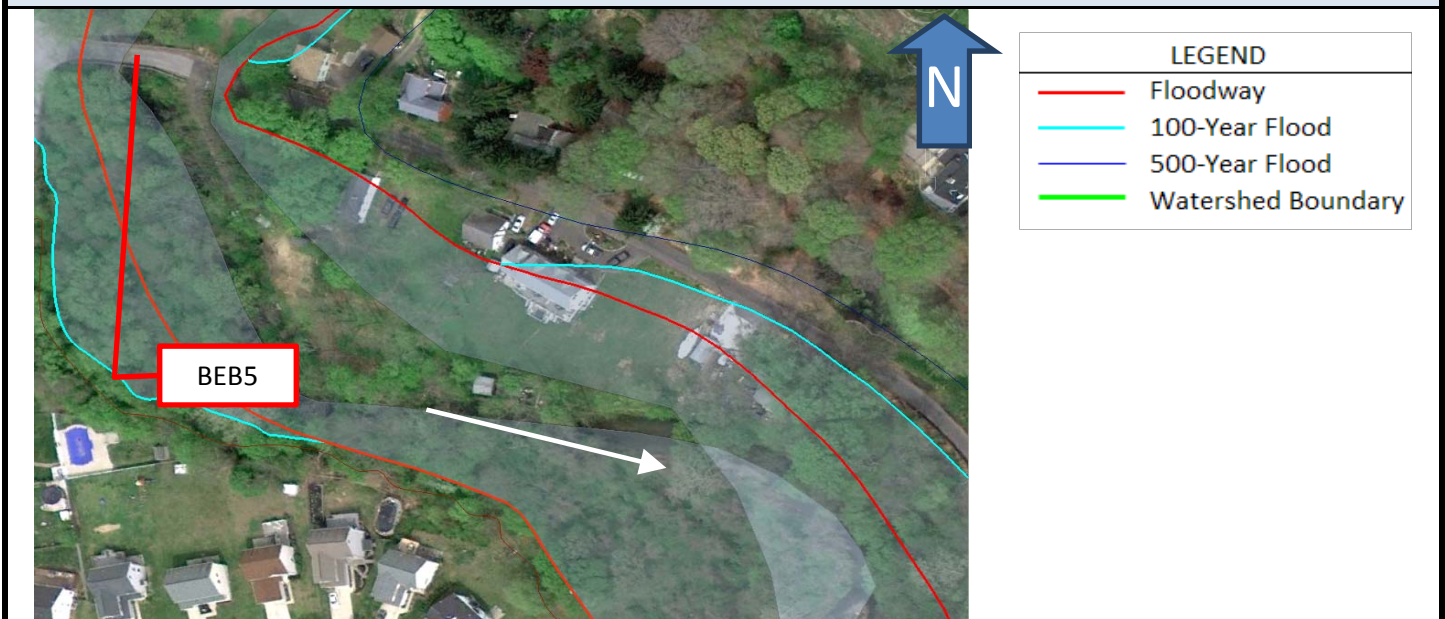 N
LEGEND
Floodway
100-Year Flood
500-Year Flood
Watershed Boundary
BEB5